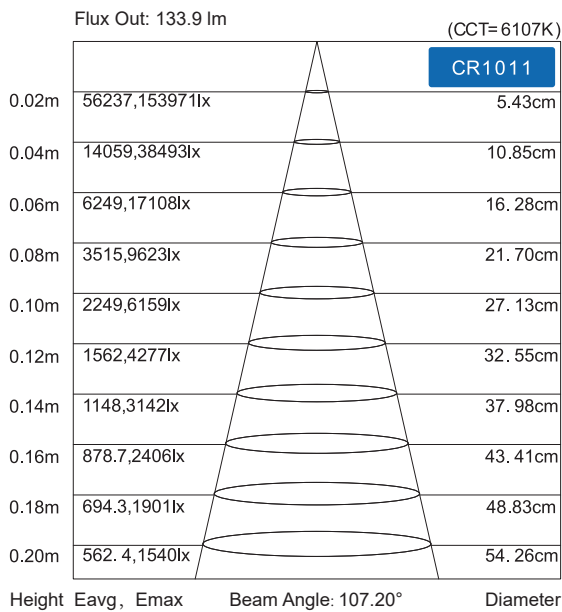 Flux Out: 133.9 lm
(CCT= 6107K)
CR1011
0.02m 56237,153971lx 5.43cm
0.04m 14059,38493lx 10.85cm
0.06m 6249,17108lx 16.28cm
0.08m 3515,9623lx 21.70cm
0.10m 2249,6159lx 27.13cm
0.12m 1562,4277lx 32.55cm
0.14m 1148,3142lx 37.98cm
0.16m 878.7,2406lx 43.41cm
0.18m 694.3,1901lx 48.83cm
0.20m 562.4,1540lx 54.26cm
Height Eavg, Emax Beam Angle: 107.20° Diameter